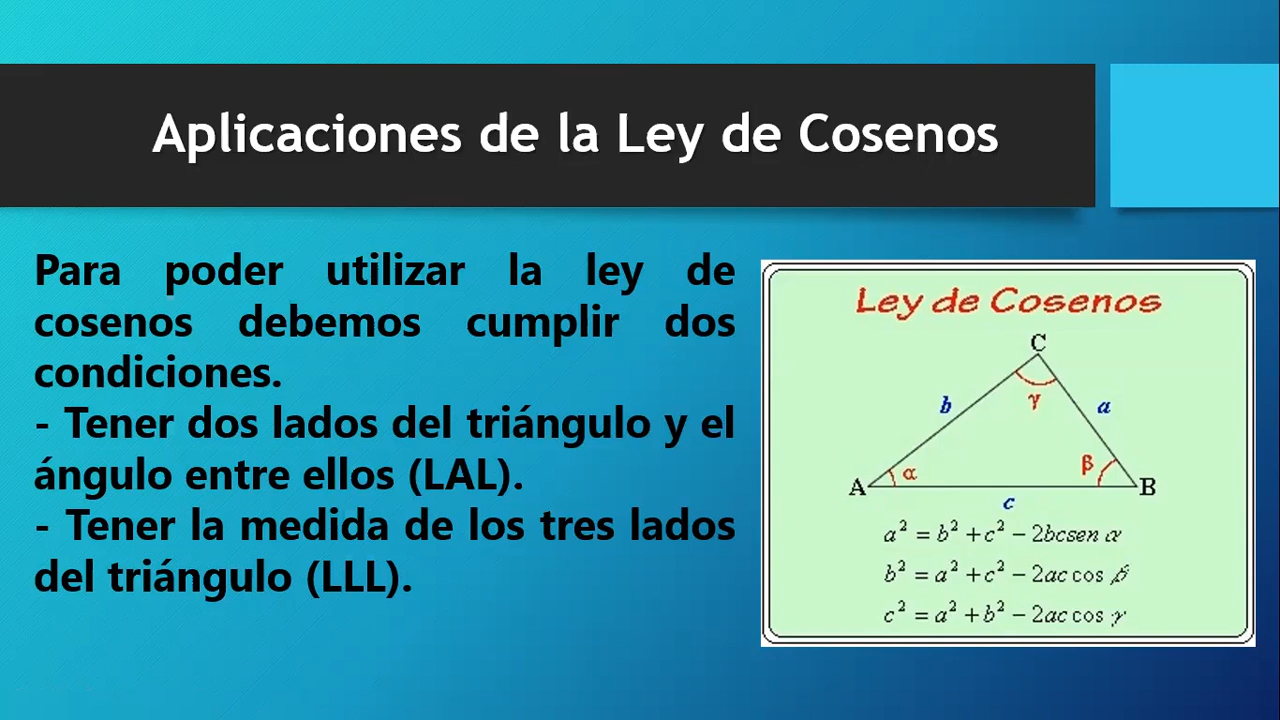 Aplicaciones de la Ley de Cosenos
Para poder utilizar la ley de
cosenos debemos cumplir dos
condiciones.
- Tener dos lados del triángulo y el
ángulo entre ellos (LAL).
- Tener la medida de los tres lados
del triángulo (LLL).
Ley de Cosenos
C
γ
b
a
A
α
β
B
c
a² = b² + c² − 2bcsen α
b² = a² + c² − 2ac cos β
c² = a² + b² − 2ac cos γ